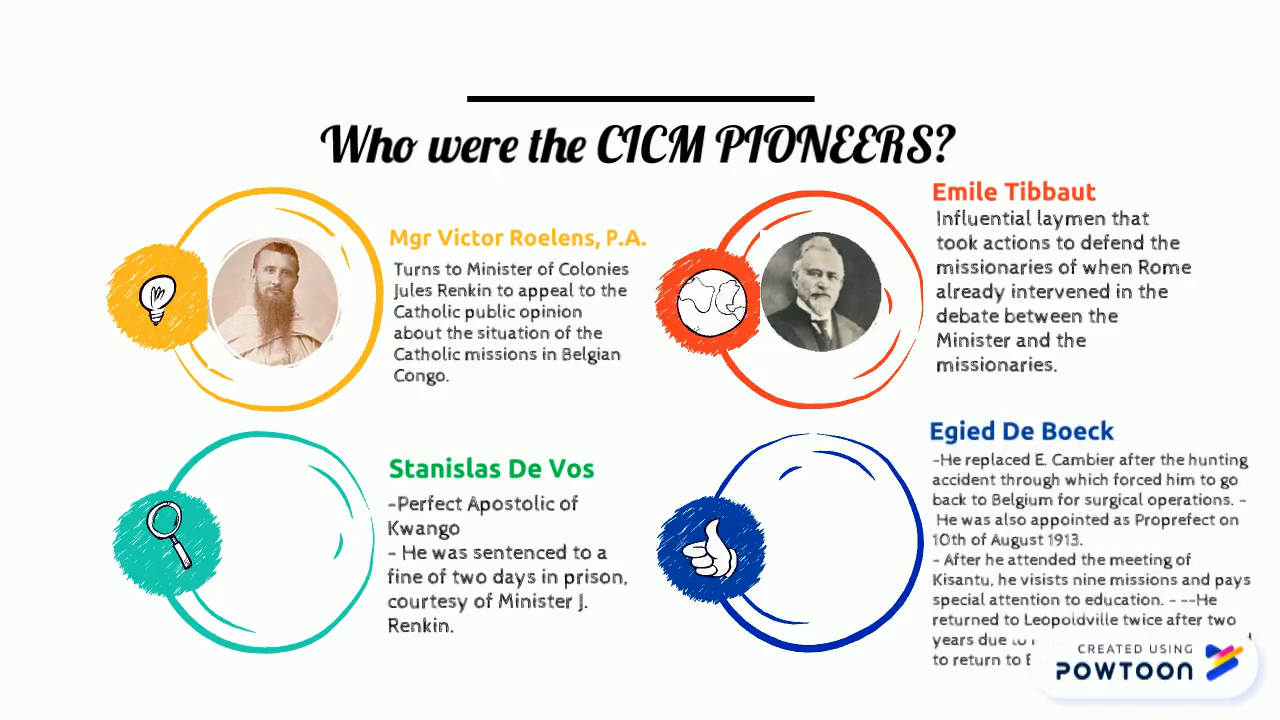 Who were the CICM PIONEERS?
Mgr Victor Roelens, P.A.
Turns to Minister of Colonies
Jules Renkin to appeal to the
Catholic public opinion
about the situation of the
Catholic missions in Belgian
Congo.
Emile Tibbaut
Influential laymen that
took actions to defend the
missionaries of when Rome
already intervened in the
debate between the
Minister and the
missionaries.
Stanislas De Vos
-Perfect Apostolic of
Kwango
- He was sentenced to a
fine of two days in prison,
courtesy of Minister J.
Renkin.
Egied De Boeck
-He replaced E. Cambier after the hunting
accident through which forced him to go
back to Belgium for surgical operations. -
He was also appointed as Proprefect on
10th of August 1913.
- After he attended the meeting of
Kisantu, he visists nine missions and pays
special attention to education. - --He
returned to Leopoldville twice after two
years due
to return to
CREATED USING
POWTOON